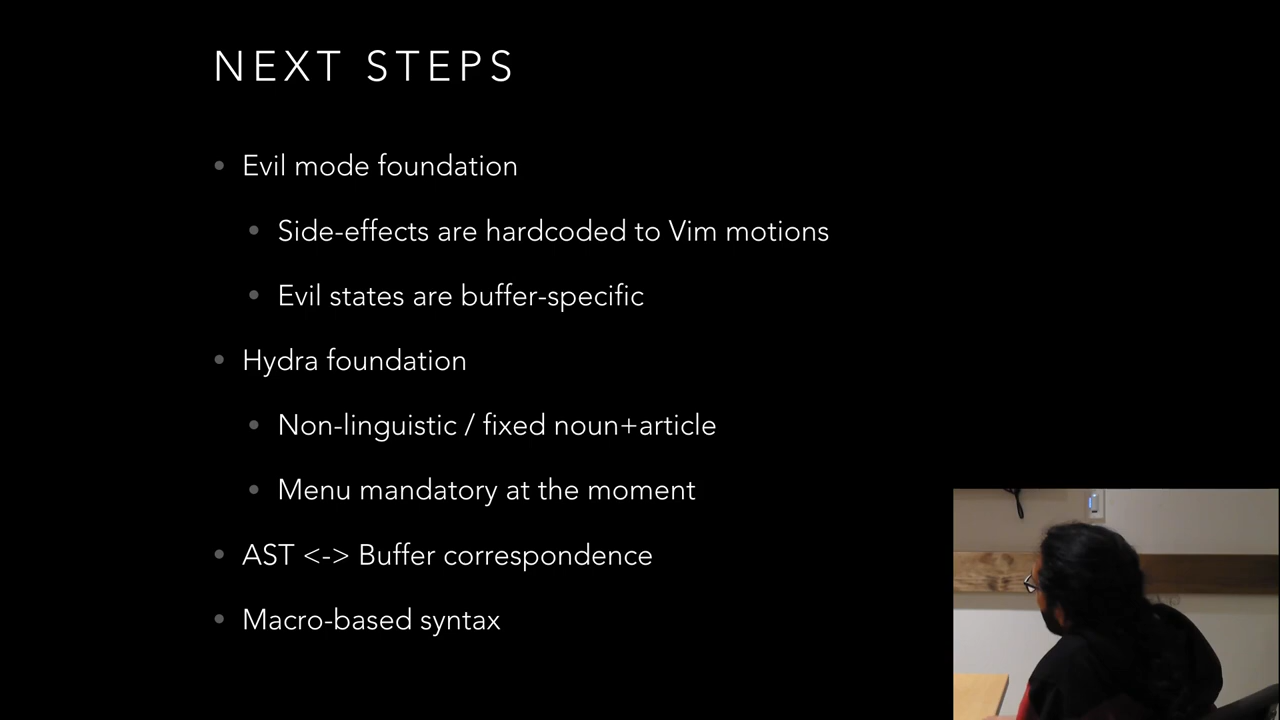 NEXT STEPS
Evil mode foundation
Side-effects are hardcoded to Vim motions
Evil states are buffer-specific
Hydra foundation
Non-linguistic / fixed noun+article
Menu mandatory at the moment
AST <-> Buffer correspondence
Macro-based syntax